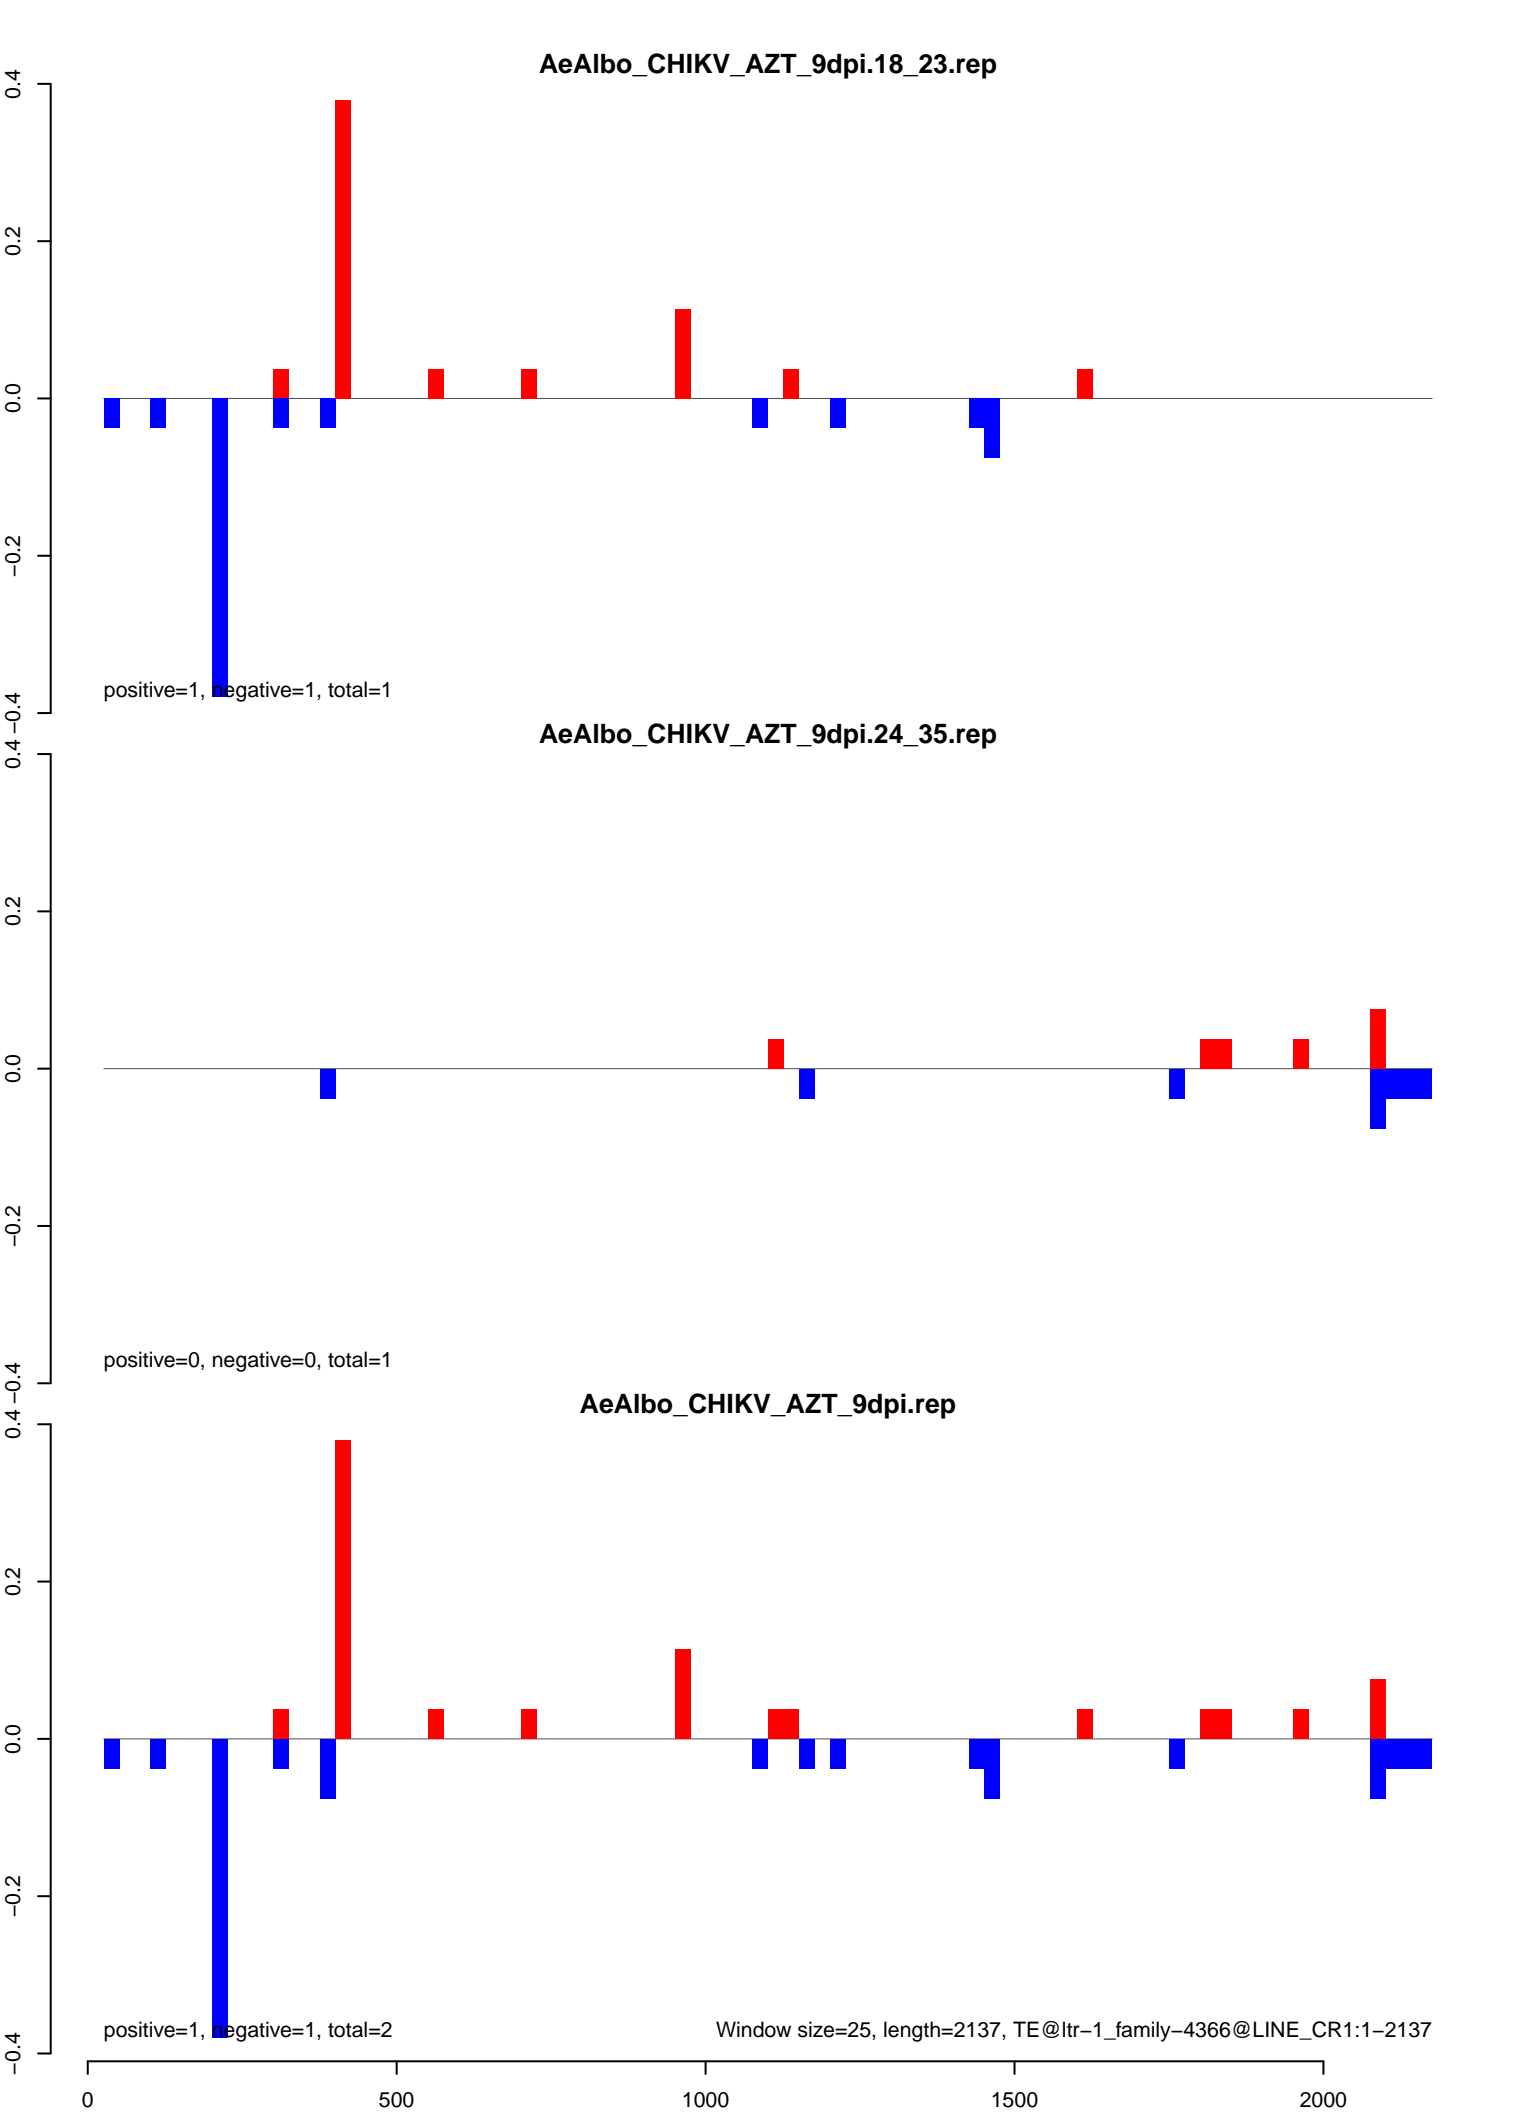 AeAlbo_CHIKV_AZT_9dpi.18_23.rep
0.4
0.2
0.0
−0.2
−0.4
positive=1, negative=1, total=1
AeAlbo_CHIKV_AZT_9dpi.24_35.rep
0.4
0.2
0.0
−0.2
−0.4
positive=0, negative=0, total=1
AeAlbo_CHIKV_AZT_9dpi.rep
0.4
0.2
0.0
−0.2
−0.4
positive=1, negative=1, total=2
Window size=25, length=2137, TE@ltr−1_family−4366@LINE_CR1:1−2137
0 500 1000 1500 2000